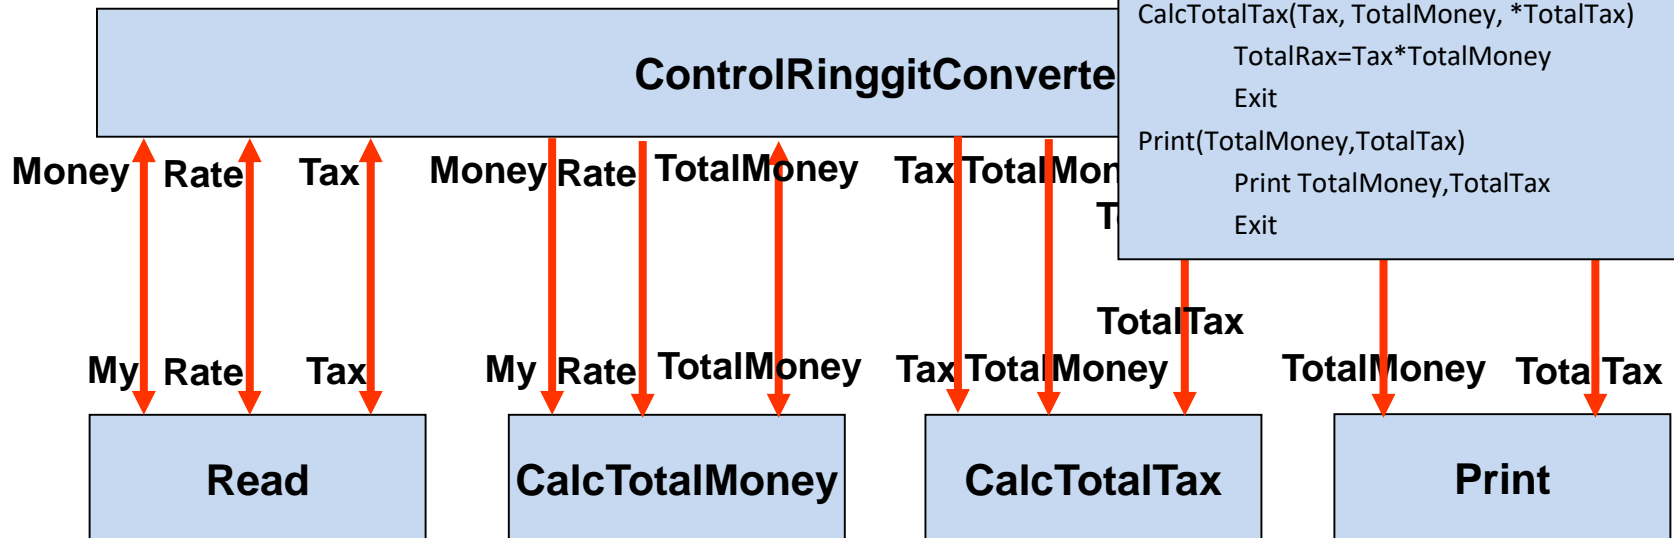 CalcTotalTax(Tax, TotalMoney, *TotalTax)
TotalRax=Tax*TotalMoney
Exit
Print(TotalMoney,TotalTax)
Print TotalMoney,TotalTax
Exit
ControlRinggitConverte
Money Rate Tax Money Rate TotalMoney Tax TotalMon
TotalTax
My Rate Tax My Rate TotalMoney Tax TotalMoney TotalMoney TotalTax
Read CalcTotalMoney CalcTotalTax Print